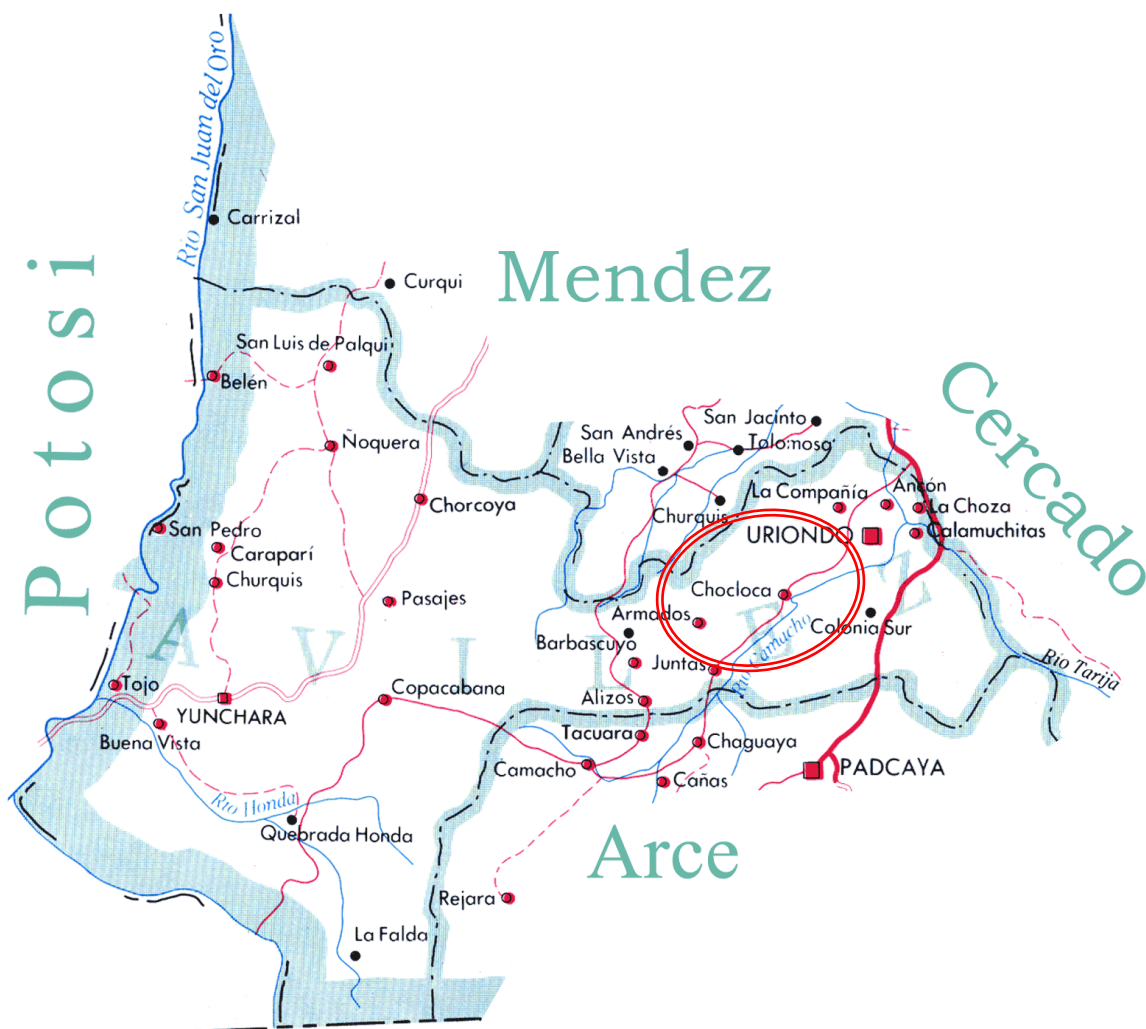 Río San Juan del Oro
Carrizal
Potosi
Curqui
Mendez
San Luis de Palqui
Belén
Cercado
San Jacinto
San Andrés
Tolomosa
Ñoquera
Bella Vista
La Compañía
Ancón
Chorcoya
Churquis
La Choza
San Pedro
URIONDO
Calamuchitas
Caraparí
Churquis
Chocloca
Pasajes
Armados
Colonia Sur
A V I L E Z
Barbascuyo
Juntas
Río Camacho
Río Tarija
Tojo
Copacabana
Alizos
YUNCHARA
Buena Vista
Tacuara
Chaguaya
Camacho
Cañas
PADCAYA
Río Honda
Quebrada Honda
Arce
Rejara
La Falda